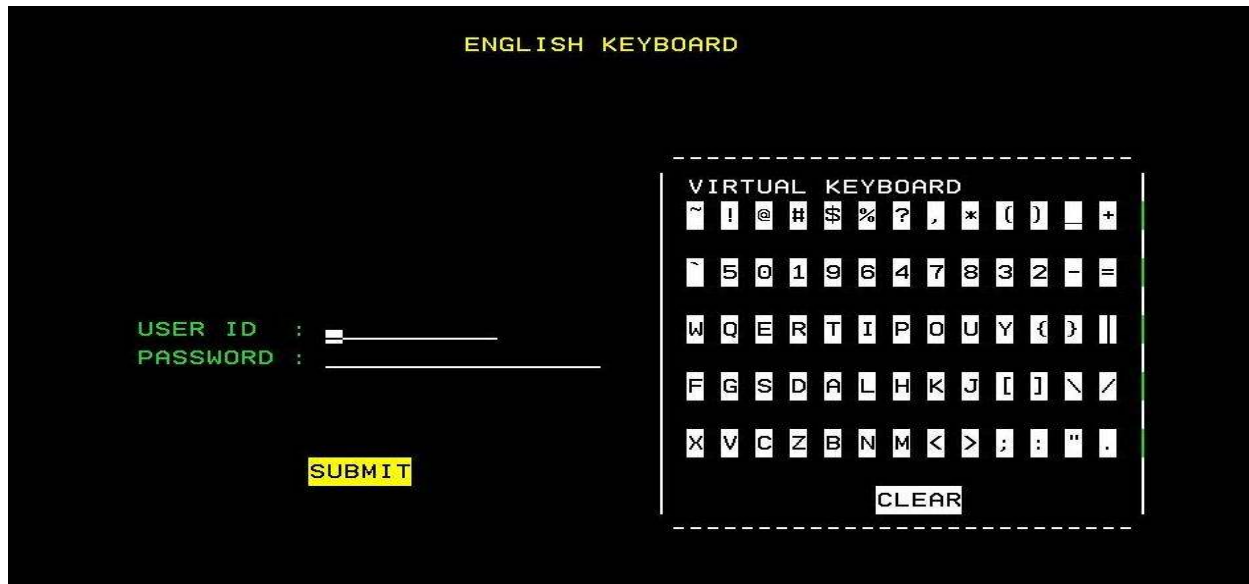 ENGLISH KEYBOARD
VIRTUAL KEYBOARD
~ ! @ # $ % ? , * ( ) _ +
` 5 0 1 9 6 4 7 8 3 2 - =
W Q E R T I P O U Y { } |
F G S D A L H K J [ ] \ /
X V C Z B N M < > ; : " .
CLEAR
USER ID :
PASSWORD :
SUBMIT